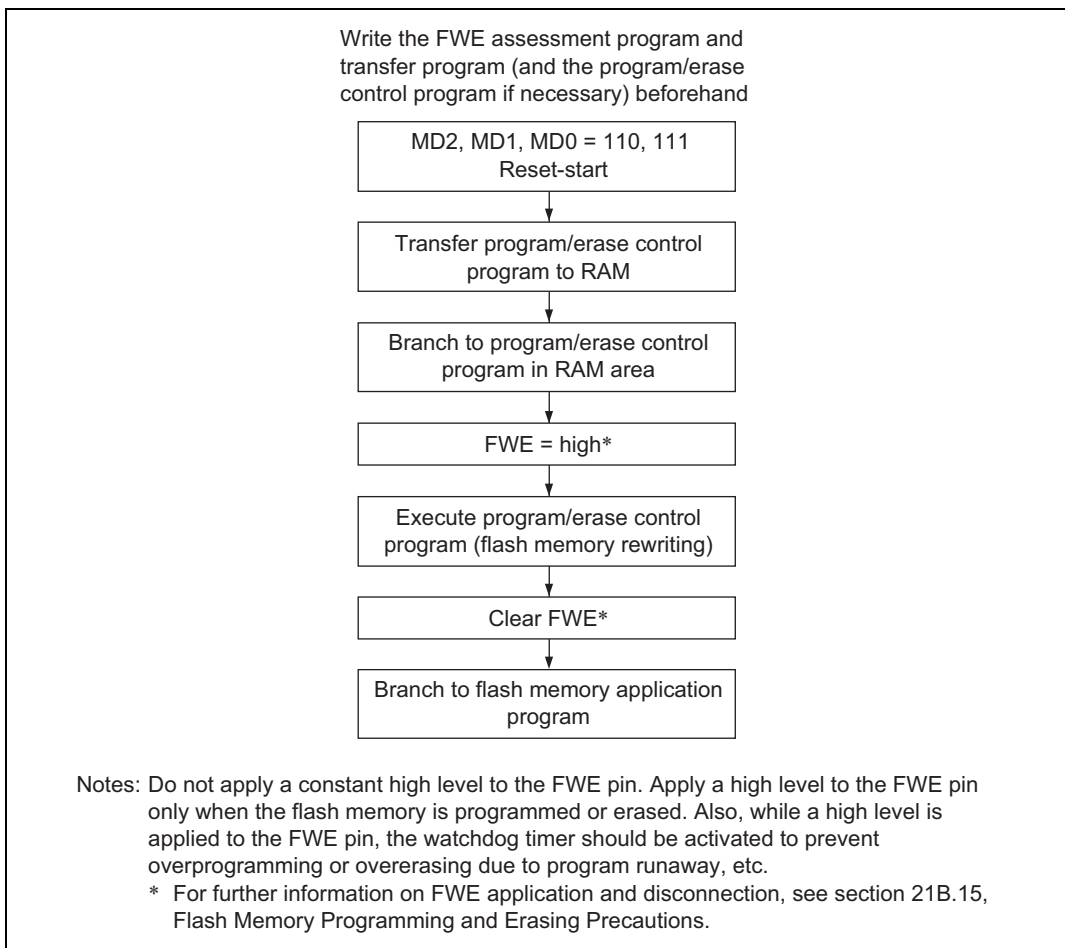 Write the FWE assessment program and
transfer program (and the program/erase
control program if necessary) beforehand
MD2, MD1, MD0 = 110, 111
Reset-start
Transfer program/erase control
program to RAM
Branch to program/erase control
program in RAM area
FWE = high*
Execute program/erase control
program (flash memory rewriting)
Clear FWE*
Branch to flash memory application
program
Notes: Do not apply a constant high level to the FWE pin. Apply a high level to the FWE pin
only when the flash memory is programmed or erased. Also, while a high level is
applied to the FWE pin, the watchdog timer should be activated to prevent
overprogramming or overerasing due to program runaway, etc.
* For further information on FWE application and disconnection, see section 21B.15,
Flash Memory Programming and Erasing Precautions.